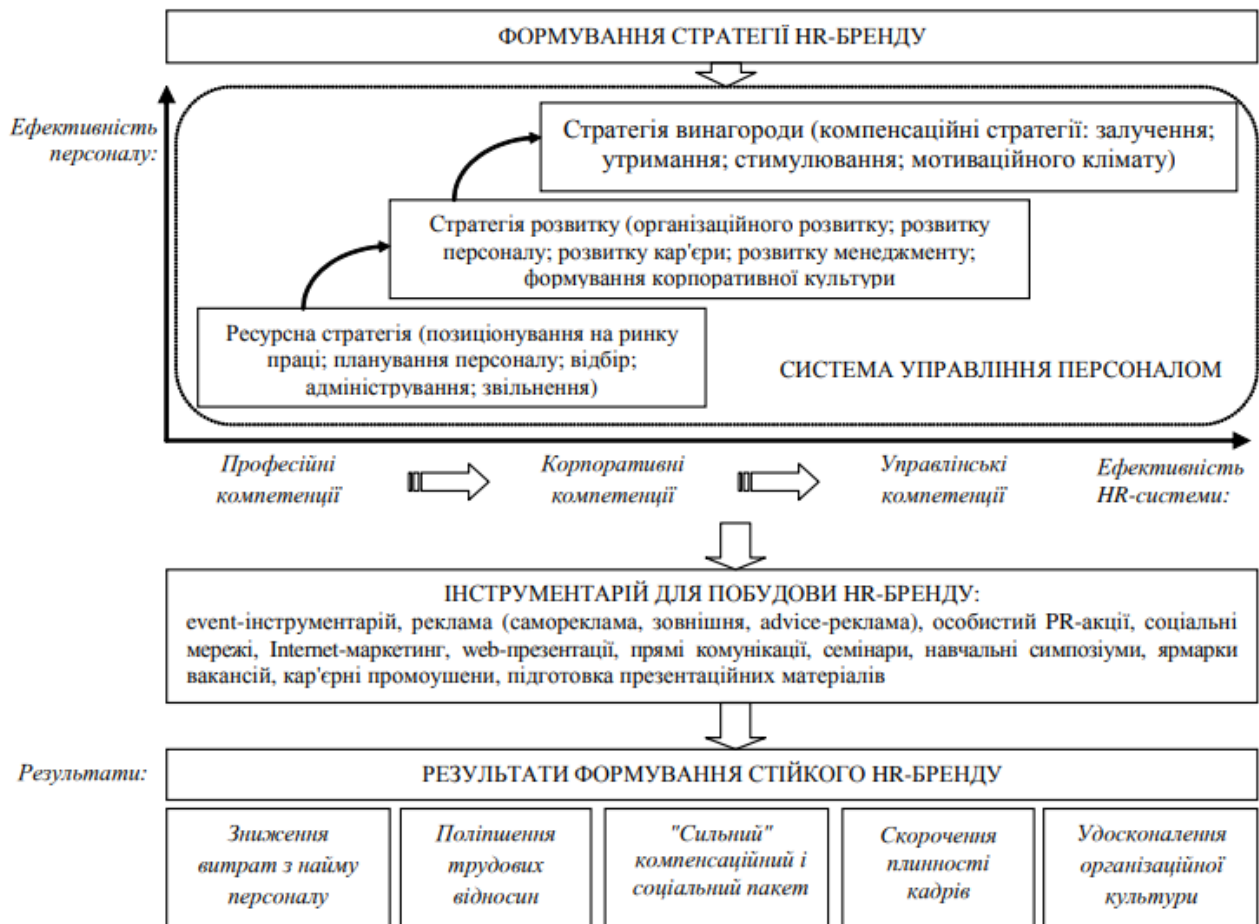 ФОРМУВАННЯ СТРАТЕГІЇ HR-БРЕНДУ
Ефективність
персоналу:
Стратегія винагороди (компенсаційні стратегії: залучення;
утримання; стимулювання; мотиваційного клімату)
Стратегія розвитку (організаційного розвитку; розвитку
персоналу; розвитку кар'єри; розвитку менеджменту;
формування корпоративної культури
Ресурсна стратегія (позиціонування на ринку
праці; планування персоналу; відбір;
адміністрування; звільнення)
СИСТЕМА УПРАВЛІННЯ ПЕРСОНАЛОМ
Професійні
компетенції
Корпоративні
компетенції
Управлінські
компетенції
Ефективність
HR-системи:
ІНСТРУМЕНТАРІЙ ДЛЯ ПОБУДОВИ HR-БРЕНДУ:
event-інструментарій, реклама (самореклама, зовнішня, advice-реклама), особистий PR-акції, соціальні
мережі, Internet-маркетинг, web-презентації, прямі комунікації, семінари, навчальні симпозіуми, ярмарки
вакансій, кар'єрні промоушени, підготовка презентаційних матеріалів
Результати:
РЕЗУЛЬТАТИ ФОРМУВАННЯ СТІЙКОГО HR-БРЕНДУ
Зниження
витрат з найму
персоналу
Поліпшення
трудових
відносин
"Сильний"
компенсаційний і
соціальний пакет
Скорочення
плинності
кадрів
Удосконалення
організаційної
культури